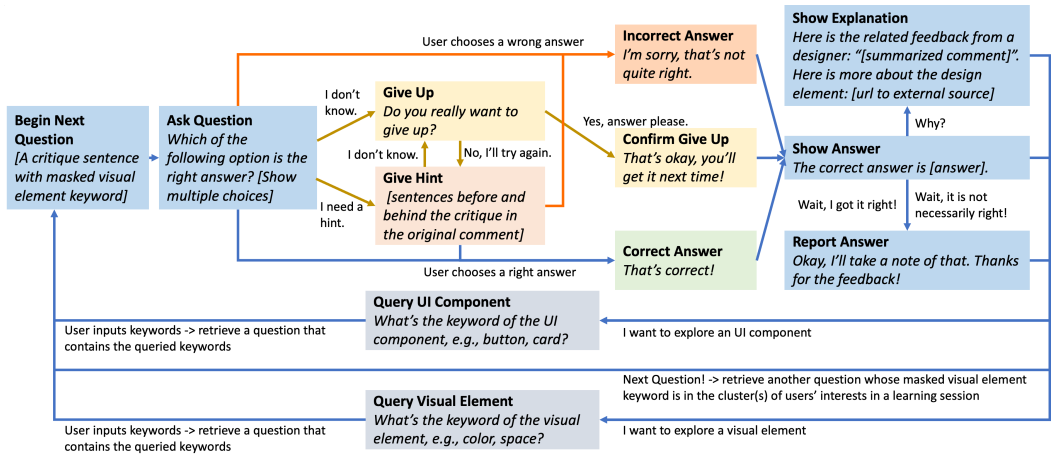 Begin Next
Question
[A critique sentence
with masked visual
element keyword]
Ask Question
Which of the
following option is the
right answer? [Show
multiple choices]
User chooses a wrong answer
I don't
know.
Give Up
Do you really want to
give up?
I don't know.
No, I'll try again.
I need a
hint.
Give Hint
[sentences before and
behind the critique in
the original comment]
User chooses a right answer
Yes, answer please.
Incorrect Answer
I'm sorry, that's not
quite right.
Confirm Give Up
That's okay, you'll
get it next time!
Correct Answer
That's correct!
Show Explanation
Here is the related feedback from a
designer: "[summarized comment]".
Here is more about the design
element: [url to external source]
Why?
Show Answer
The correct answer is [answer].
Wait, I got it right!
Wait, it is not
necessarily right!
Report Answer
Okay, I'll take a note of that. Thanks
for the feedback!
Query UI Component
What's the keyword of the UI
component, e.g., button, card?
User inputs keywords -> retrieve a question that
contains the queried keywords
I want to explore an UI component
Next Question! -> retrieve another question whose masked visual element
keyword is in the cluster(s) of users' interests in a learning session
Query Visual Element
What's the keyword of the visual
element, e.g., color, space?
User inputs keywords -> retrieve a question that
contains the queried keywords
I want to explore a visual element